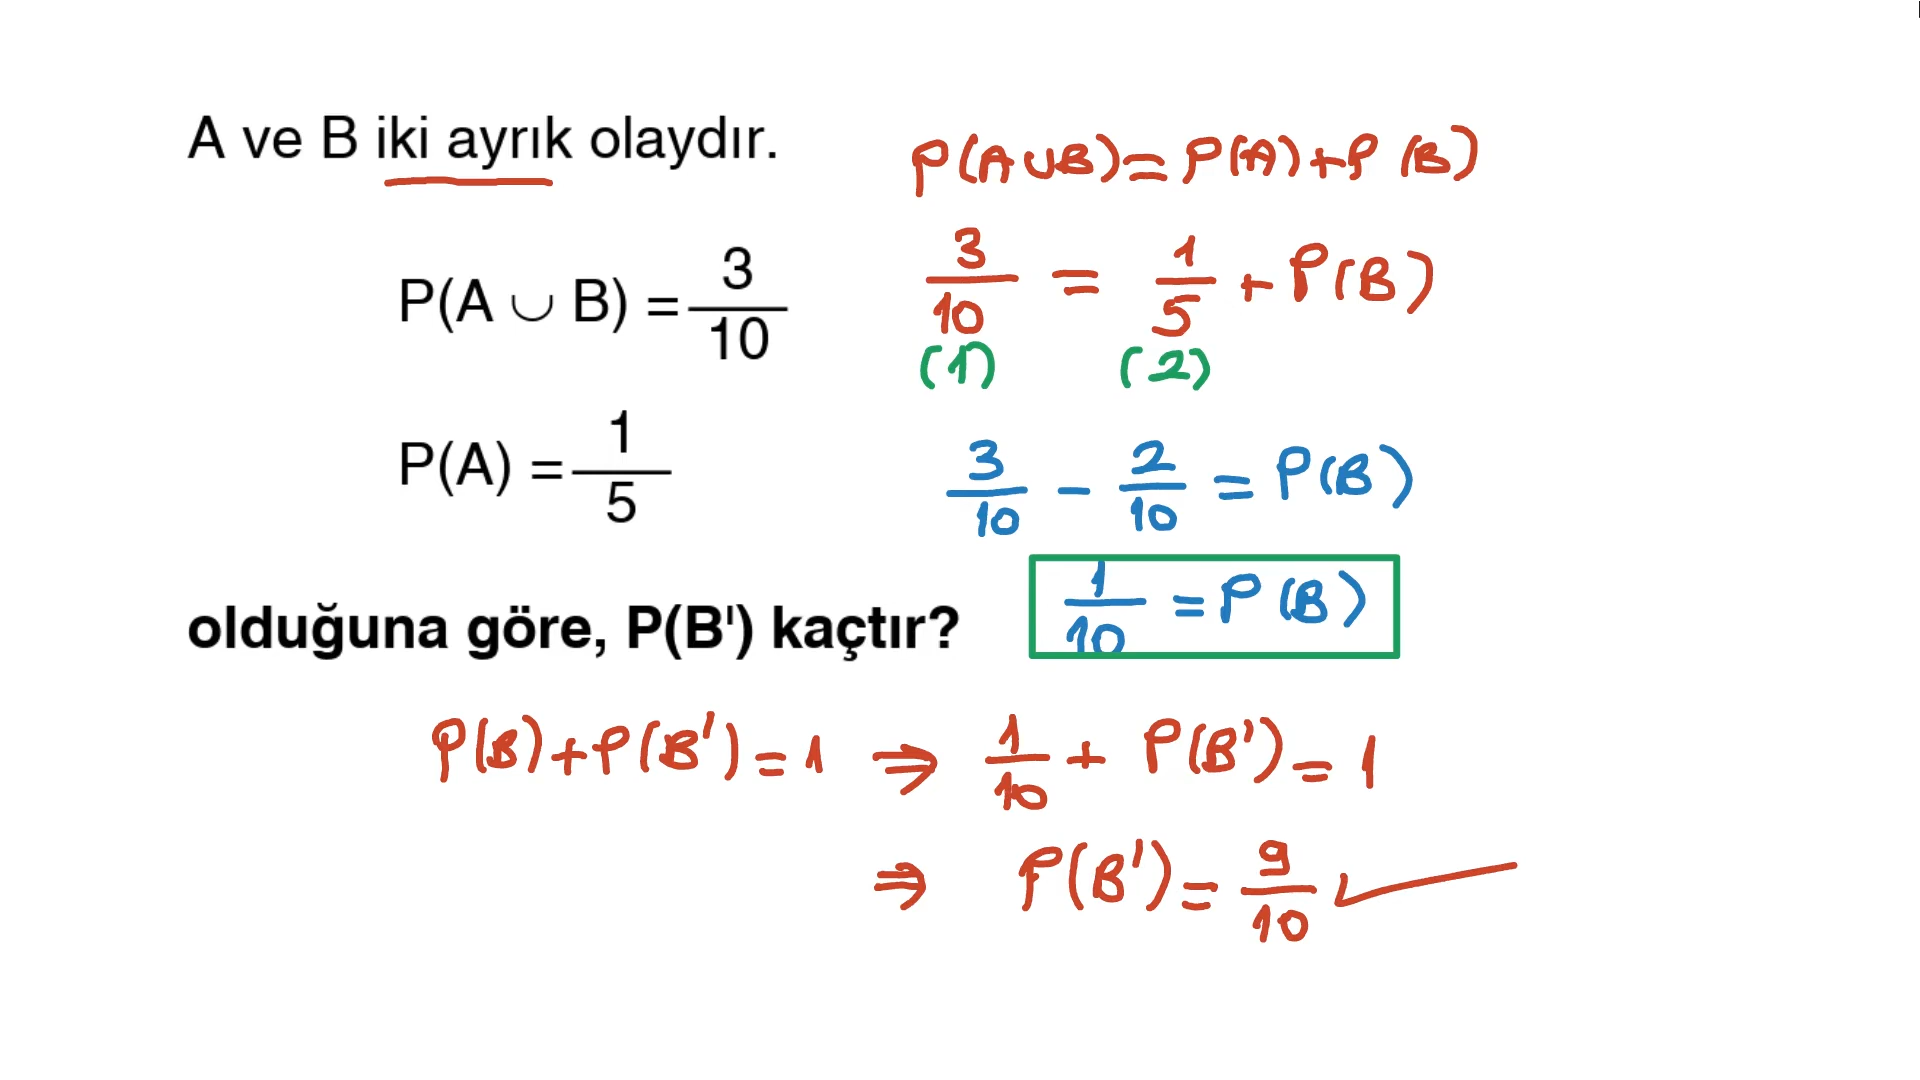 A ve B iki ayrık olaydır.
P(A ∪ B) = 3/10
P(A) = 1/5
olduğuna göre, P(B') kaçtır?
P(A∪B) = P(A) + P(B)
3/10 = 1/5 + P(B)
(1) (2)
3/10 - 2/10 = P(B)
1/10 = P(B)
P(B) + P(B') = 1 ⇒ 1/10 + P(B') = 1
⇒ P(B') = 9/10 ✓